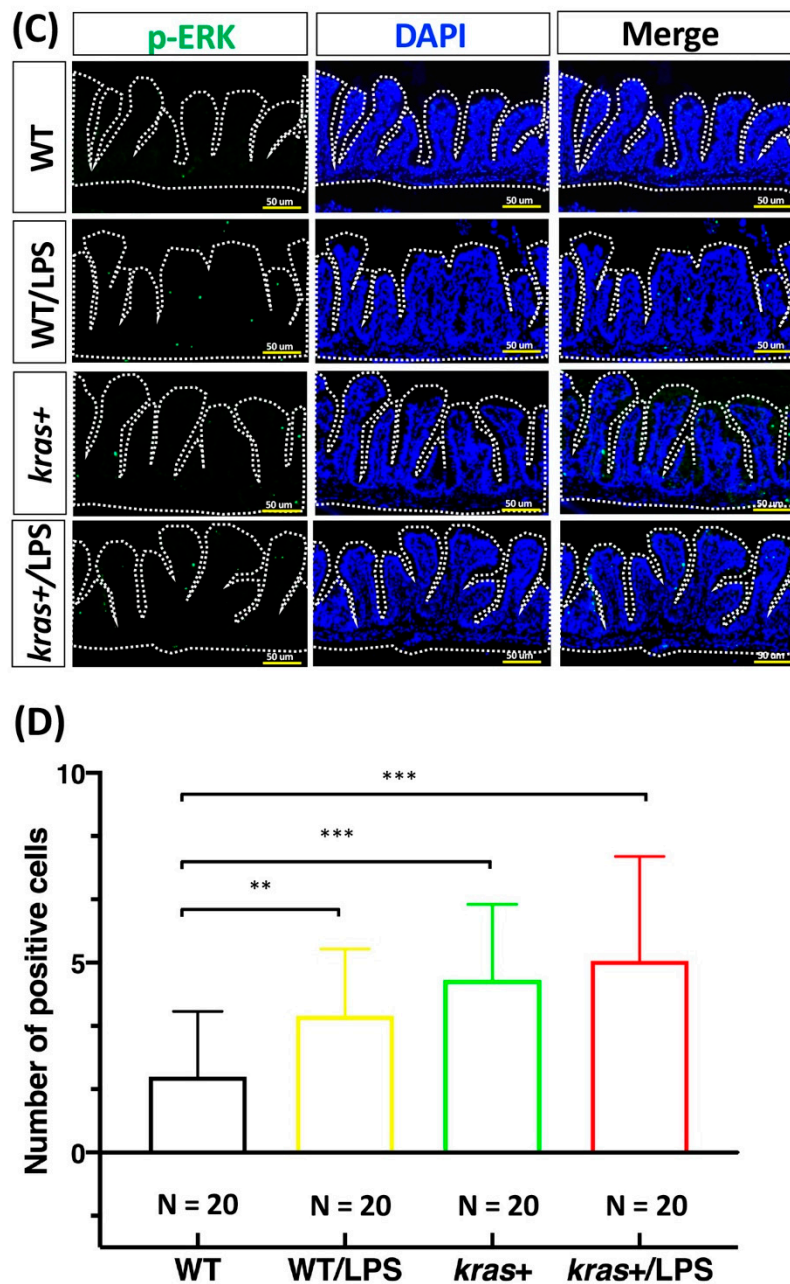 (C)
p-ERK DAPI Merge
WT
50 um 50 um 50 um
WT/LPS
50 um 50 um 50 um
kras+
50 um 50 um 50 um
kras+/LPS
50 um 50 um 50 um
(D)
Number of positive cells
10
5
0
***
***
**
N = 20 N = 20 N = 20 N = 20
WT WT/LPS kras+ kras+/LPS